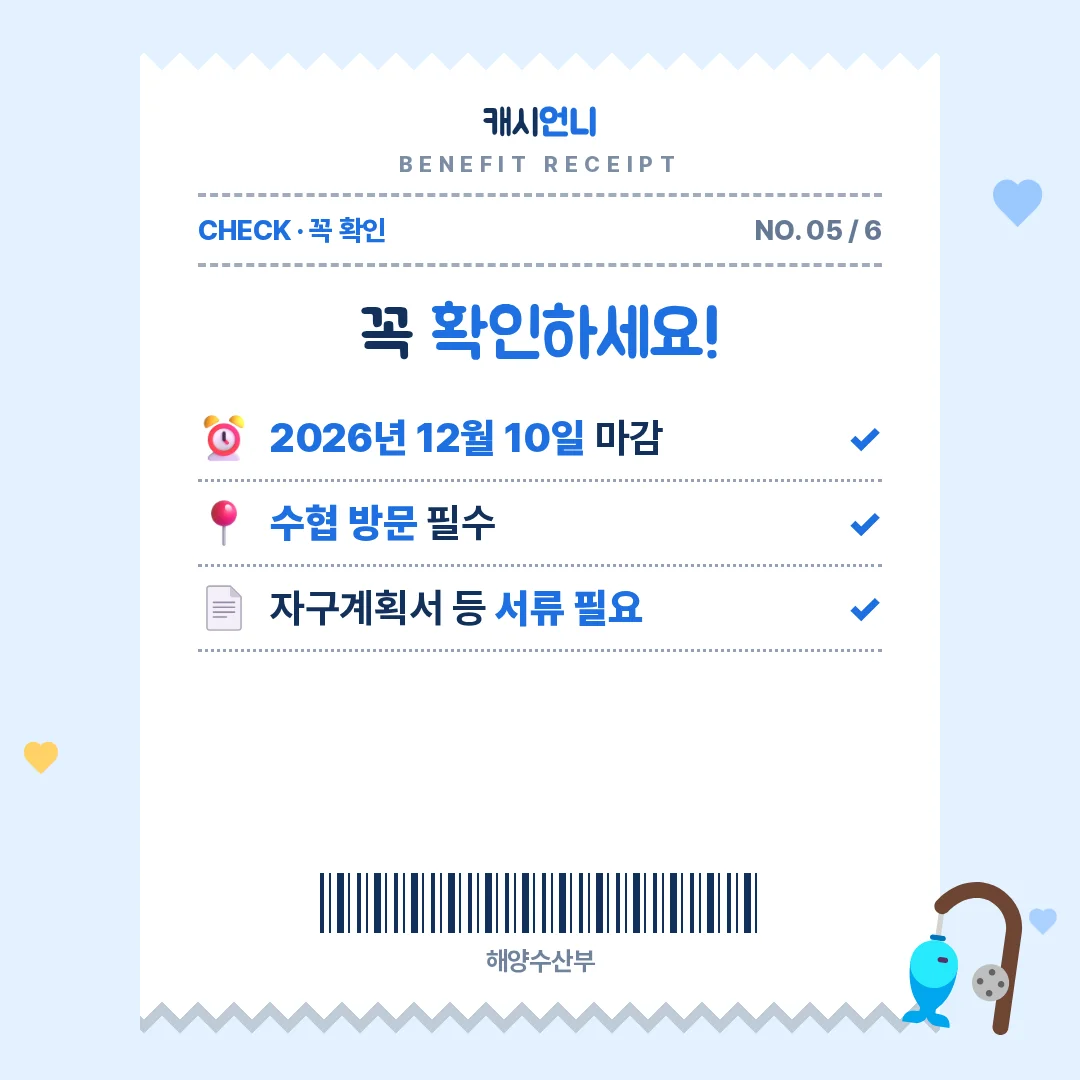 캐시언니
BENEFIT RECEIPT
CHECK · 꼭 확인
NO. 05 / 6
꼭 확인하세요!
2026년 12월 10일 마감
수협 방문 필수
자구계획서 등 서류 필요
해양수산부